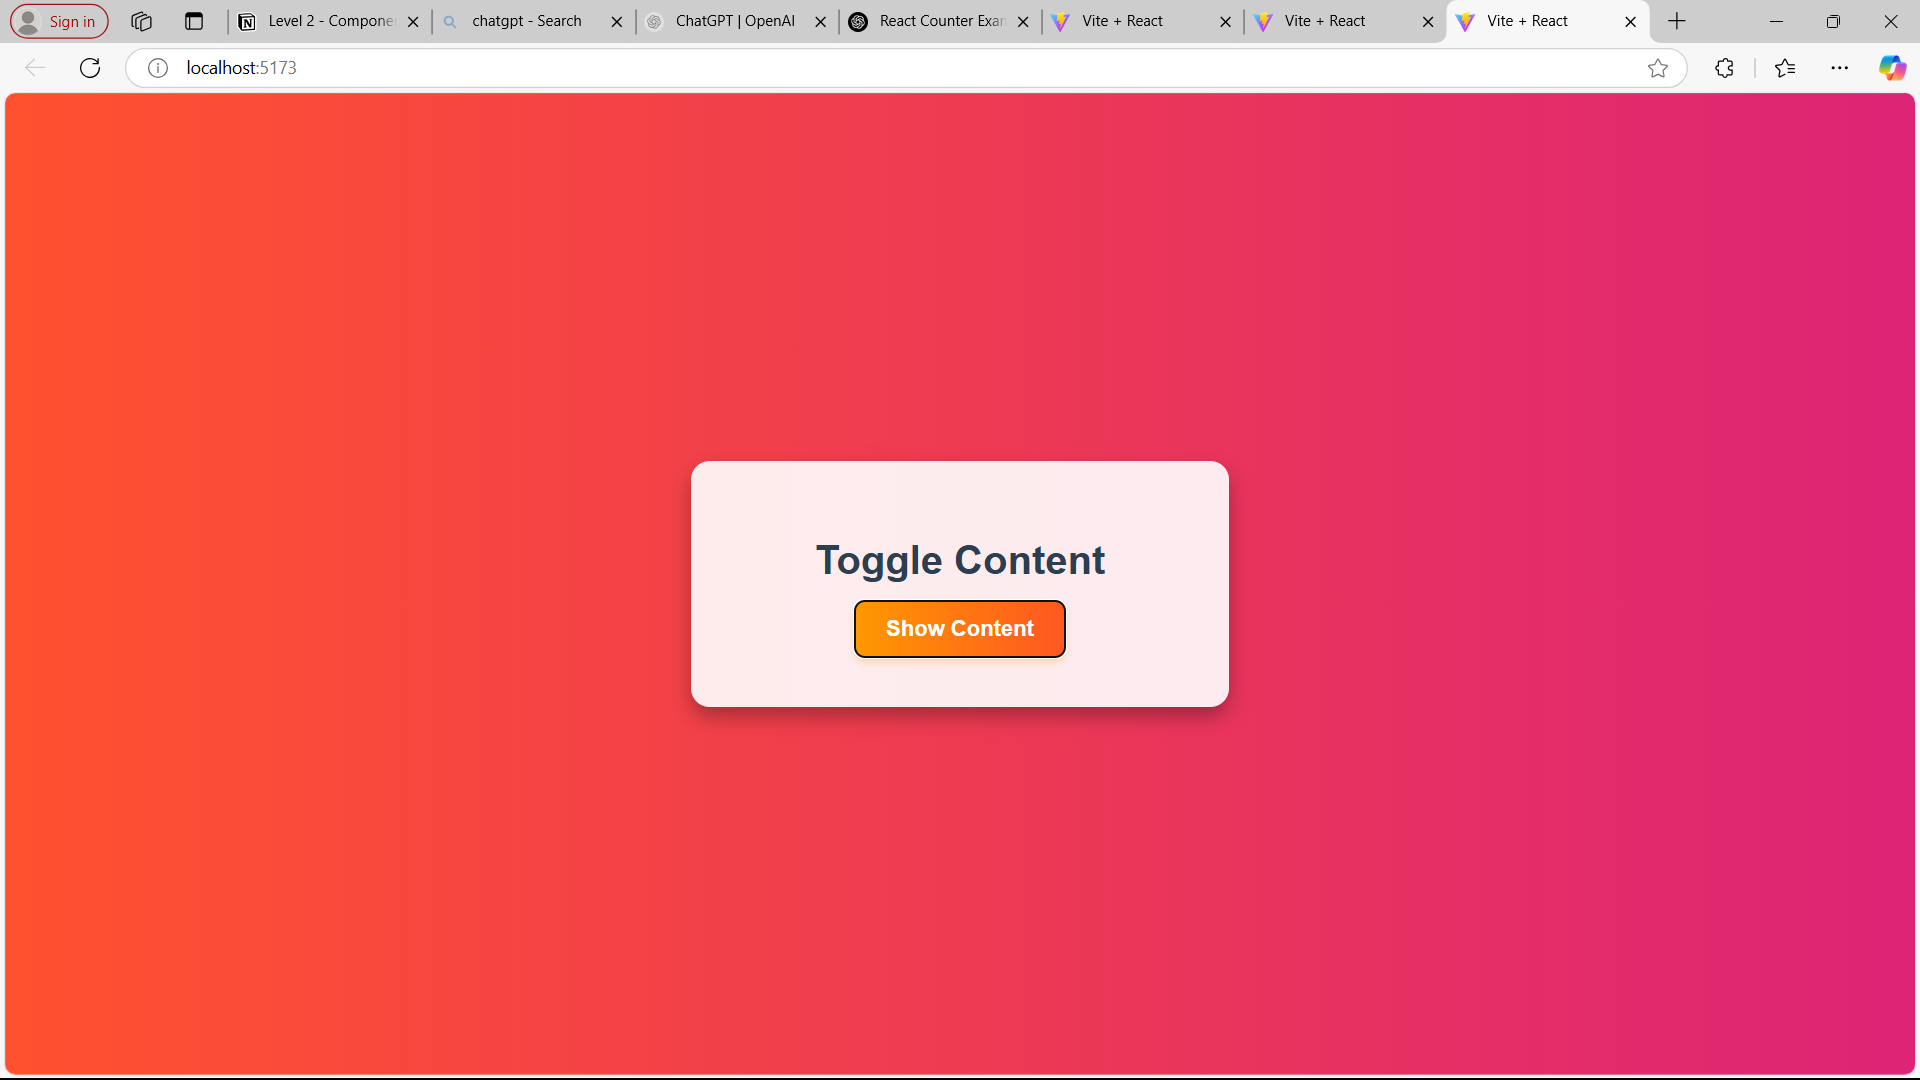 Sign in
Level 2 - Compone
chatgpt - Search
ChatGPT | OpenAI
React Counter Exam
Vite + React
Vite + React
Vite + React
localhost:5173
Toggle Content
Show Content